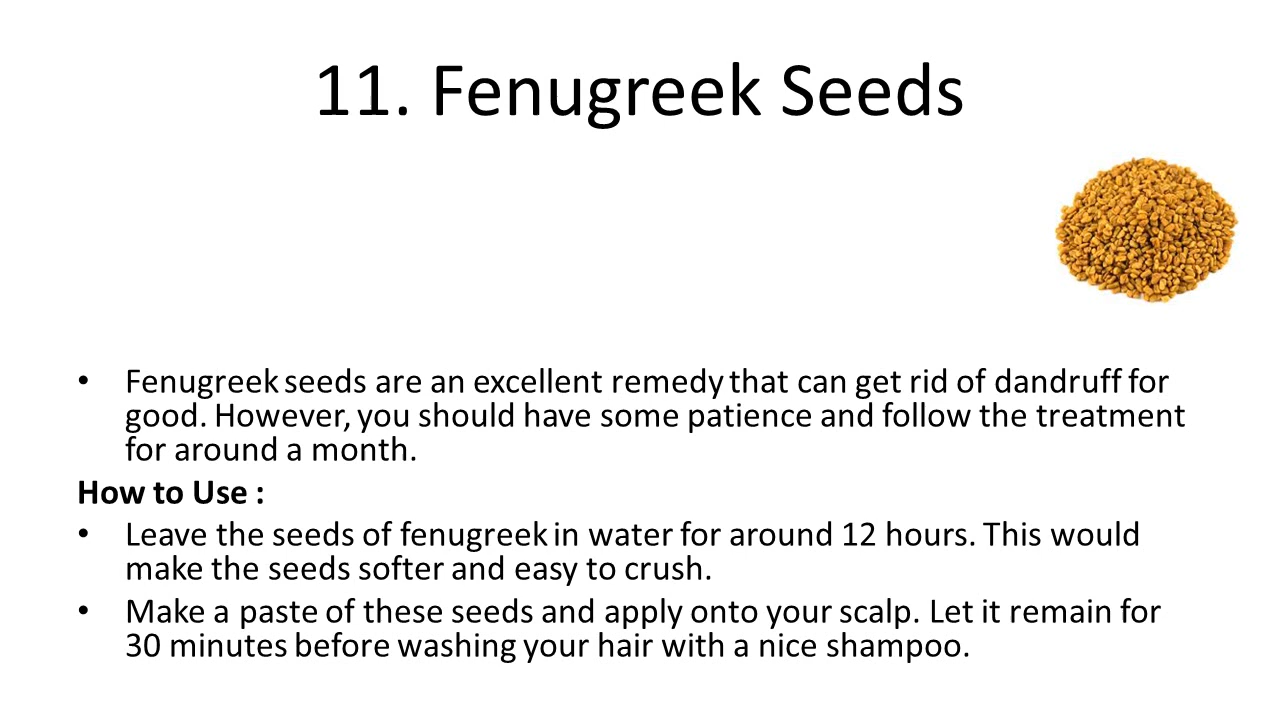 11. Fenugreek Seeds
• Fenugreek seeds are an excellent remedy that can get rid of dandruff for
good. However, you should have some patience and follow the treatment
for around a month.
How to Use :
• Leave the seeds of fenugreek in water for around 12 hours. This would
make the seeds softer and easy to crush.
• Make a paste of these seeds and apply onto your scalp. Let it remain for
30 minutes before washing your hair with a nice shampoo.